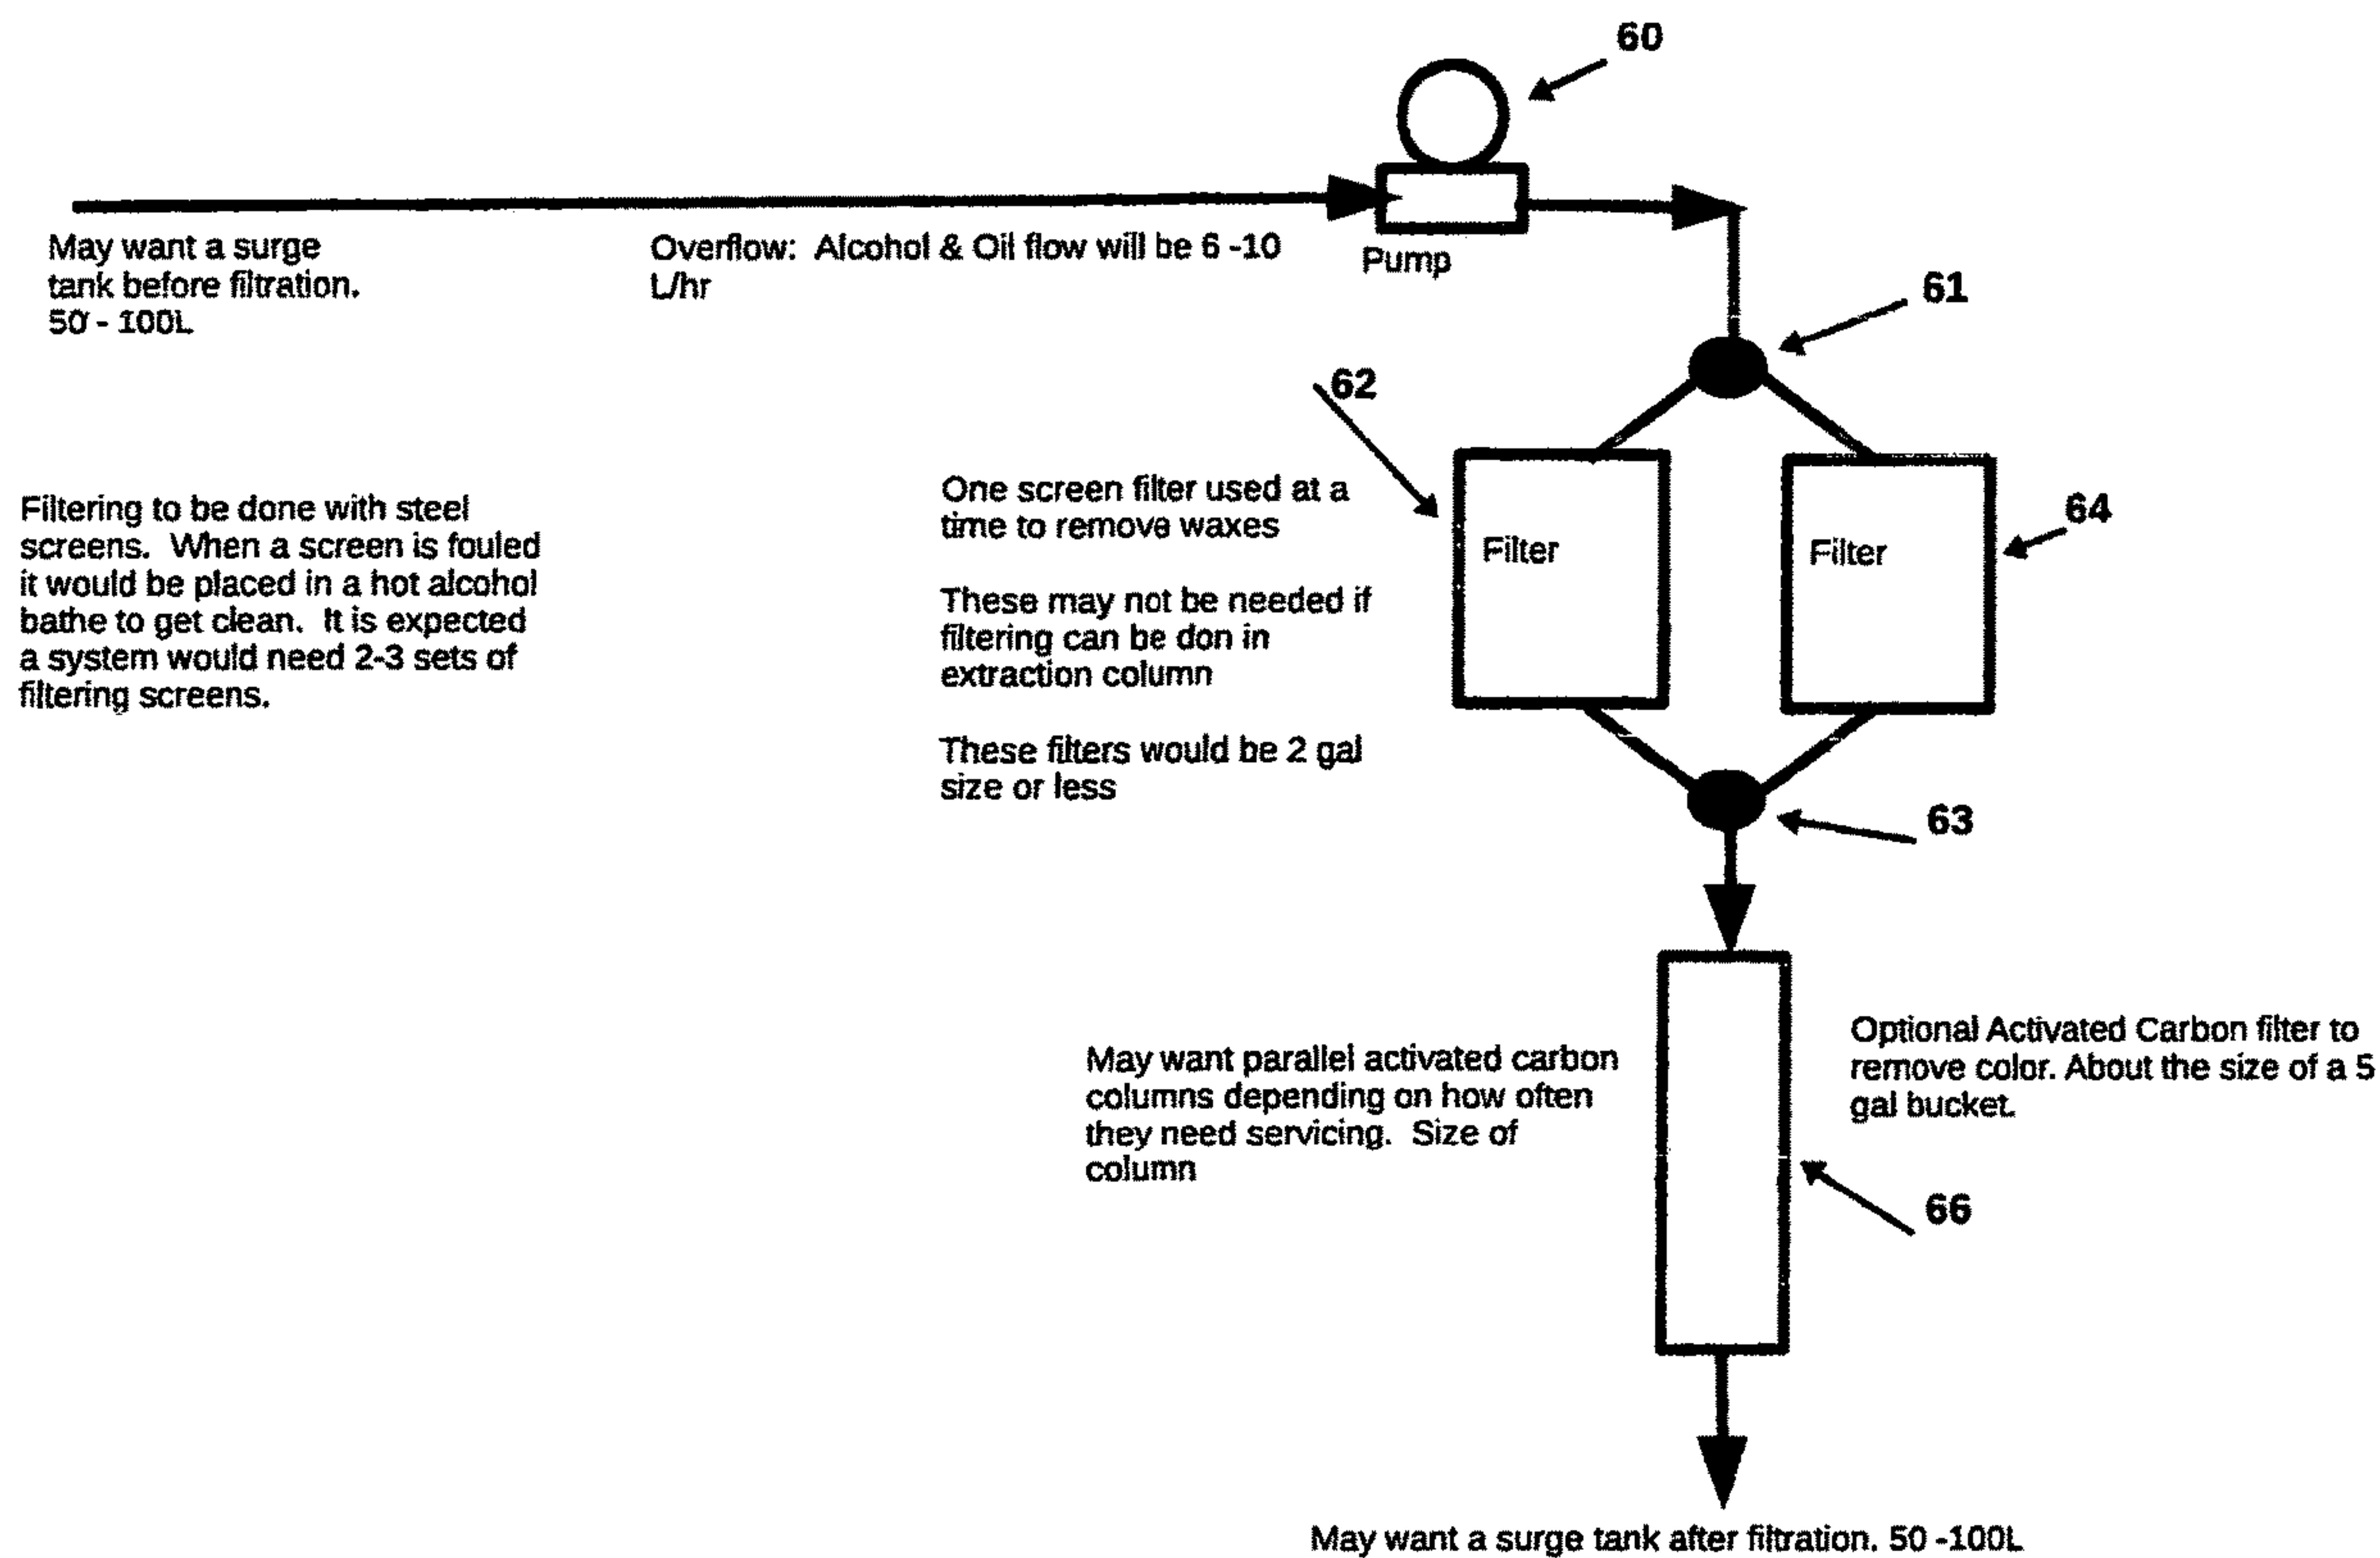 60
May want a surge
tank before filtration.
50 - 100L
Overflow:  Alcohol & Oil flow will be 6 -10
L/hr
Pump
61
62
Filtering to be done with steel
screens.  When a screen is fouled
it would be placed in a hot alcohol
bathe to get clean.  It is expected
a system would need 2-3 sets of
filtering screens.
One screen filter used at a
time to remove waxes
These may not be needed if
filtering can be don in
extraction column
These filters would be 2 gal
size or less
Filter
Filter
64
63
May want parallel activated carbon
columns depending on how often
they need servicing.  Size of
column
Optional Activated Carbon filter to
remove color. About the size of a 5
gal bucket.
66
May want a surge tank after filtration. 50 -100L